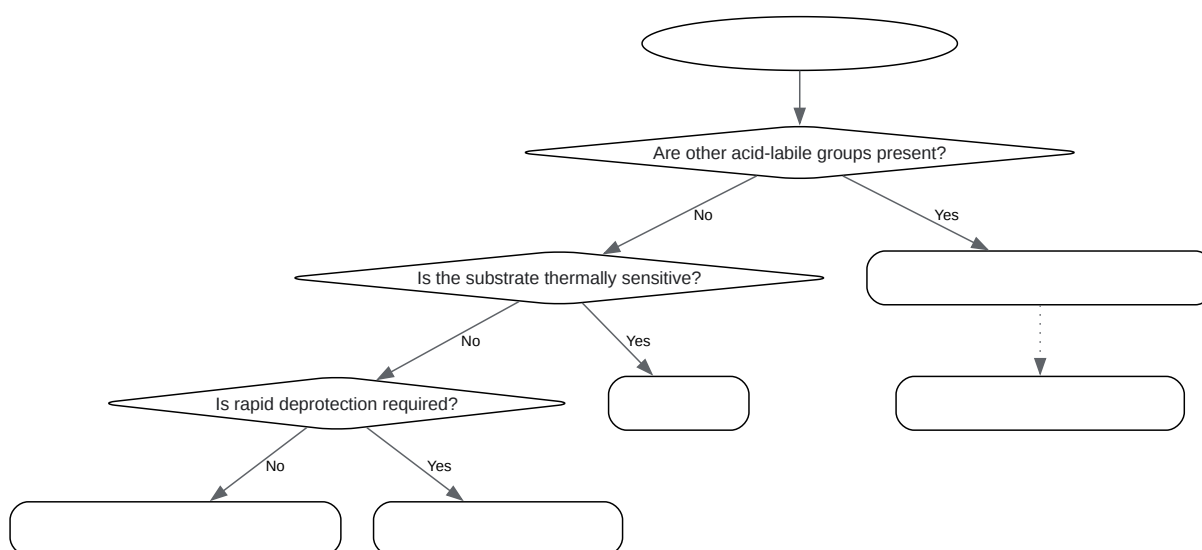 Are other acid-labile groups present?
No
Yes
Is the substrate thermally sensitive?
No
Yes
Is rapid deprotection required?
No
Yes